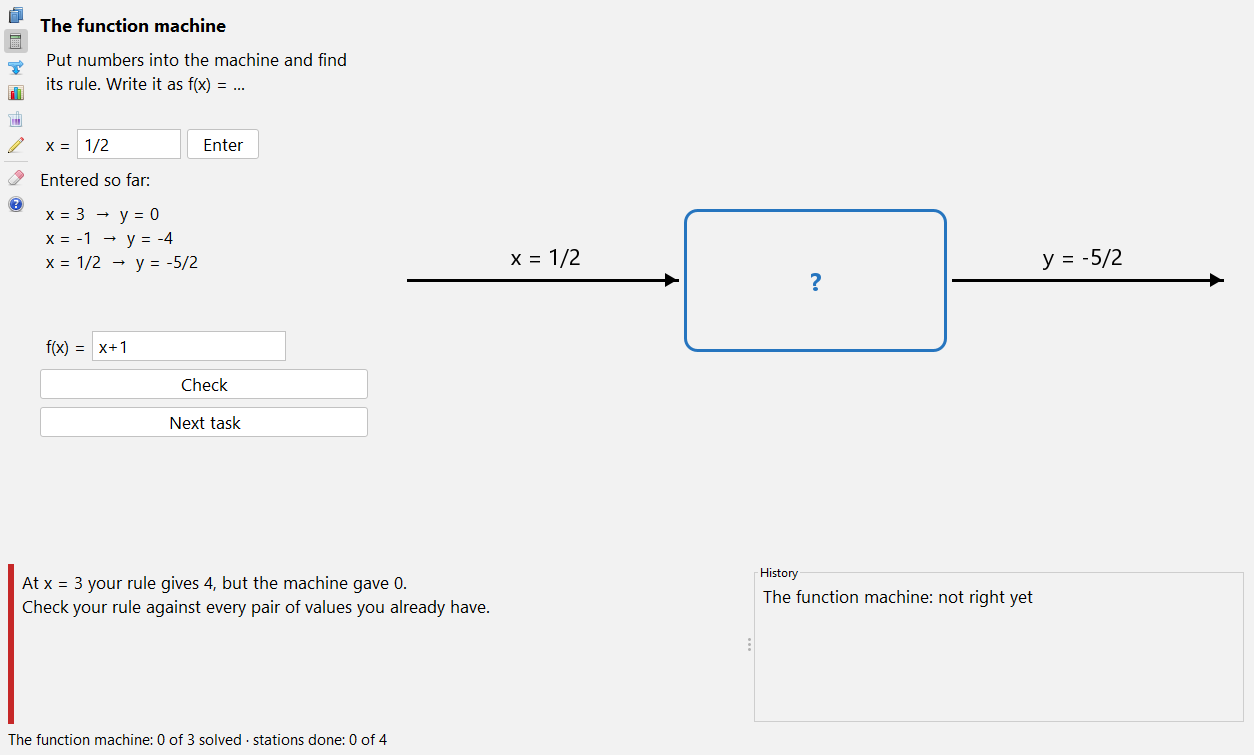 The function machine
Put numbers into the machine and find
its rule. Write it as f(x) = ...
x = 1/2 Enter
Entered so far:
x = 3 → y = 0
x = -1 → y = -4
x = 1/2 → y = -5/2
x = 1/2
?
y = -5/2
f(x) = x+1
Check
Next task
At x = 3 your rule gives 4, but the machine gave 0.
Check your rule against every pair of values you already have.
History
The function machine: not right yet
The function machine: 0 of 3 solved · stations done: 0 of 4